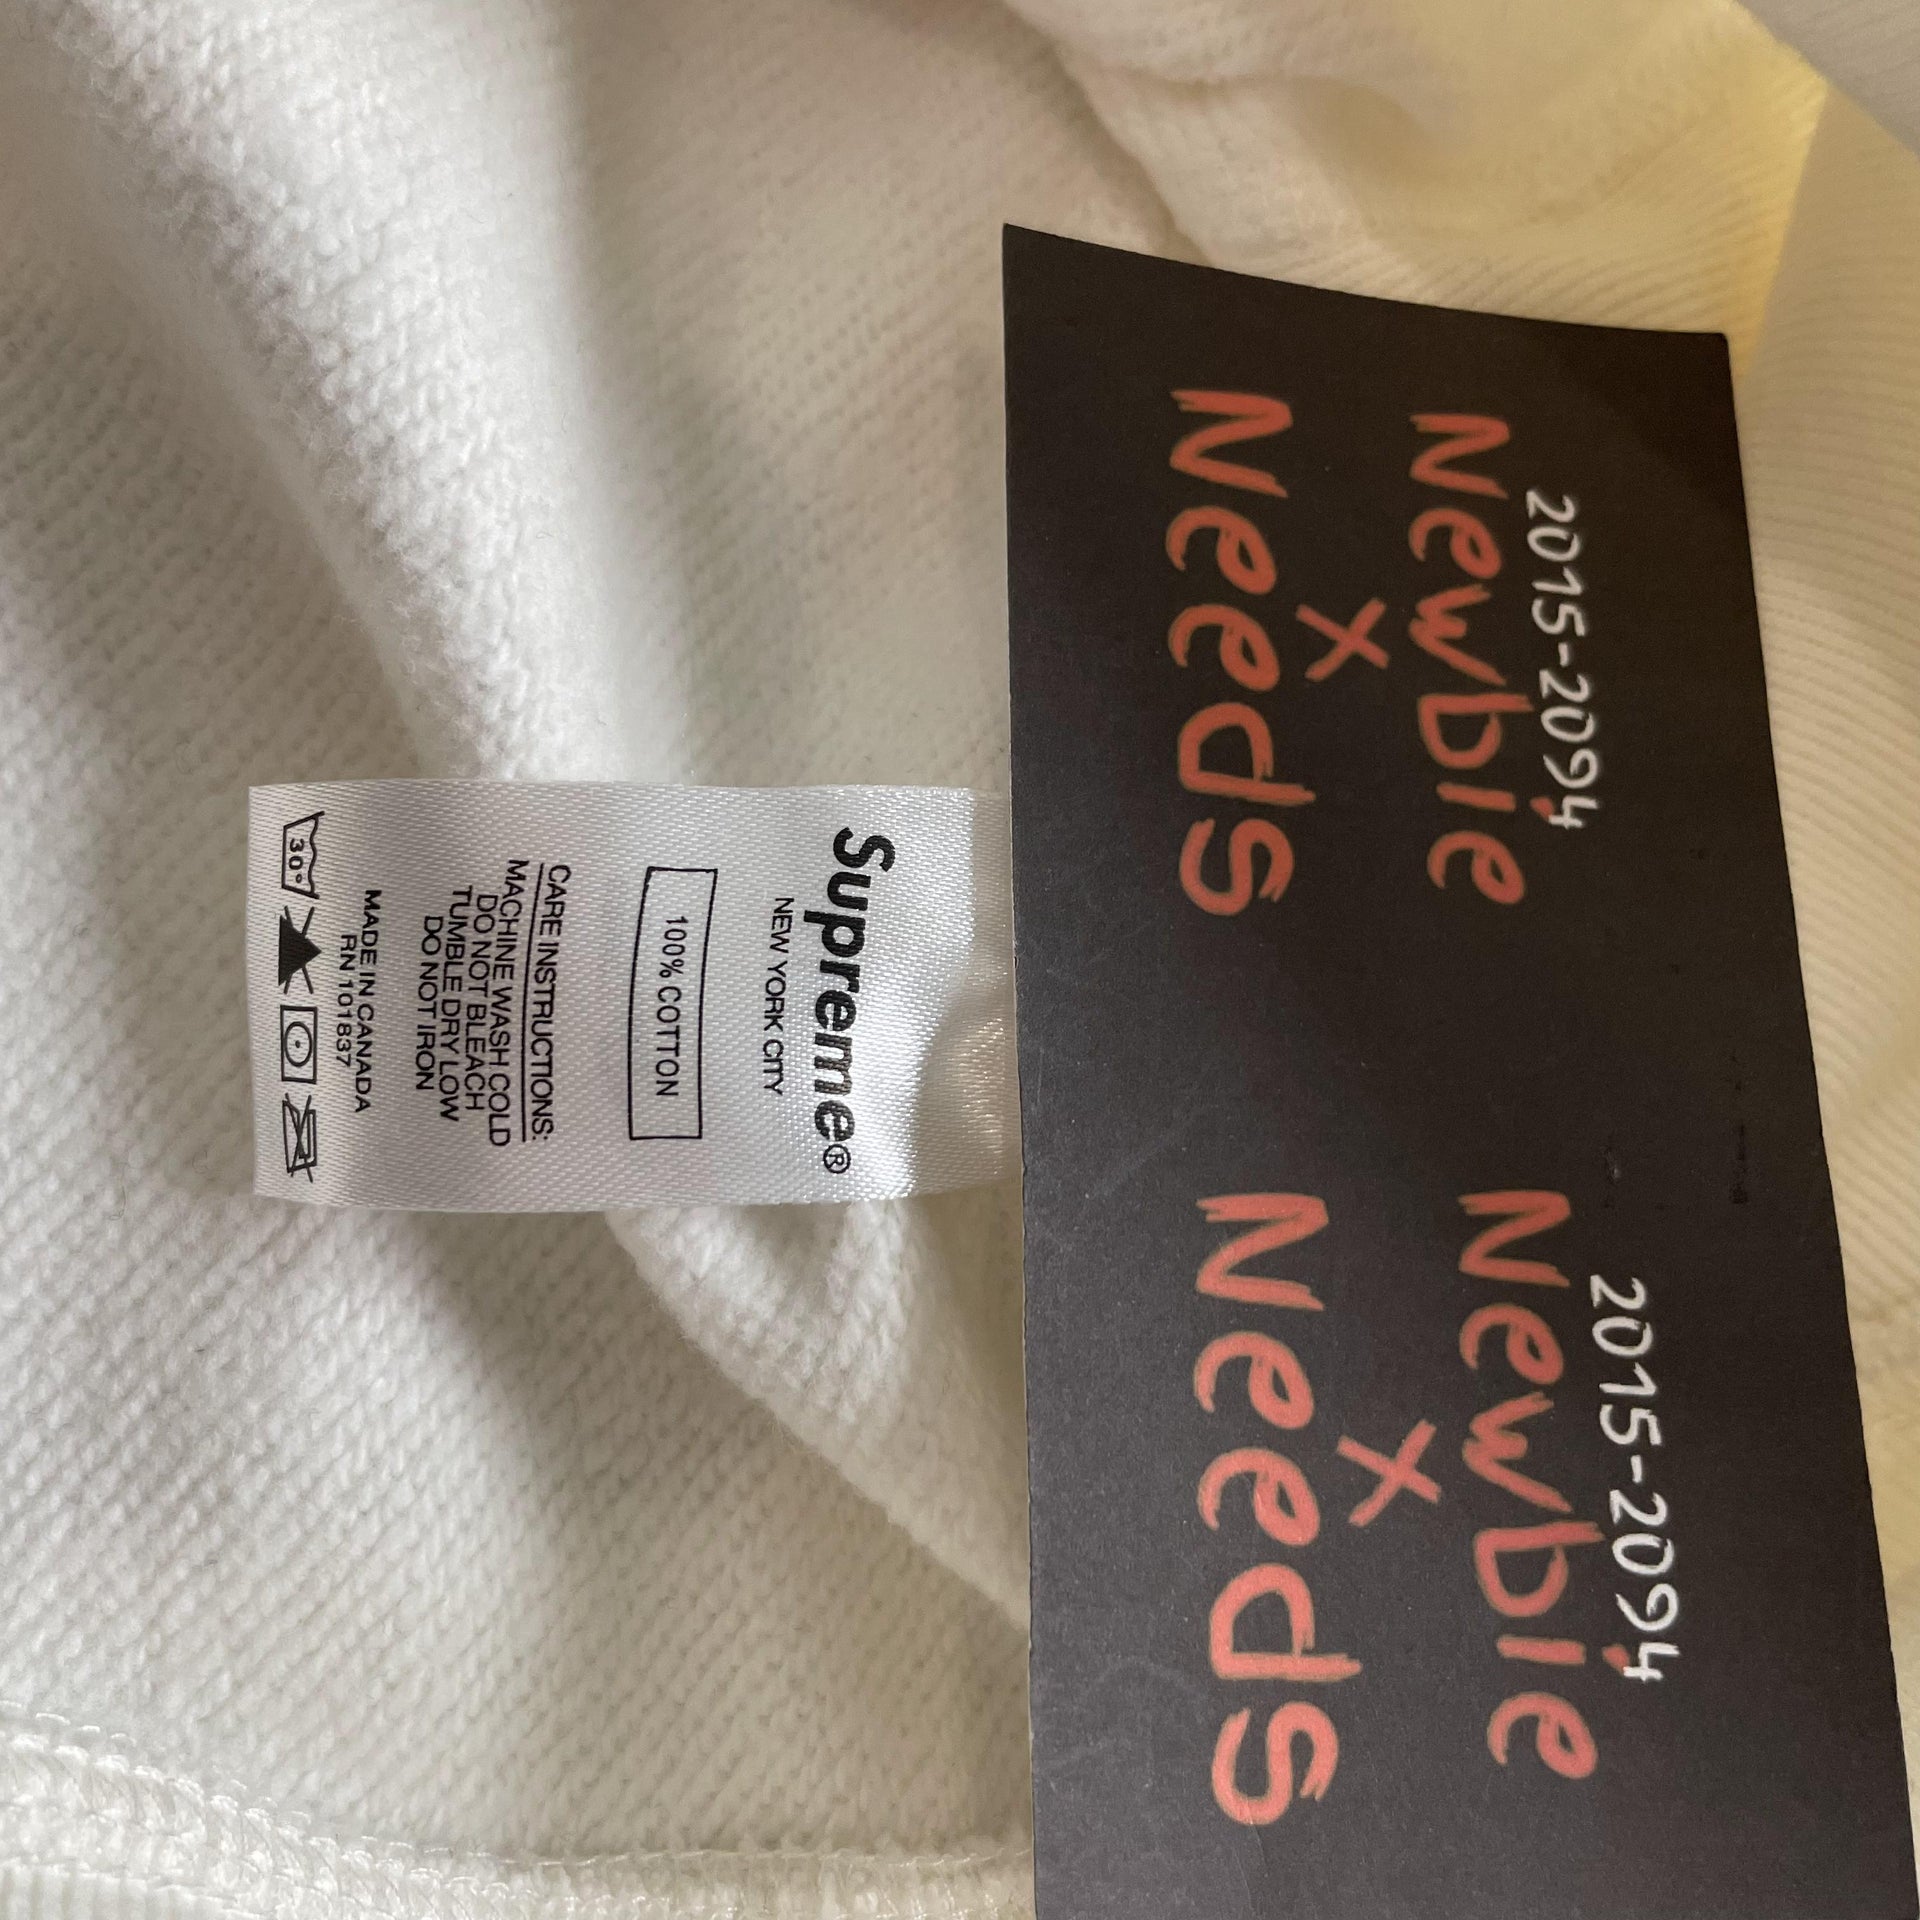 Supreme®
NEW YORK CITY
100% COTTON
CARE INSTRUCTIONS:
MACHINE WASH COLD
DO NOT BLEACH
TUMBLE DRY LOW
DO NOT IRON
MADE IN CANADA
RN 101837
30°
2015-2094
Newbie
x
Needs
2015-2094
Newbie
x
Needs